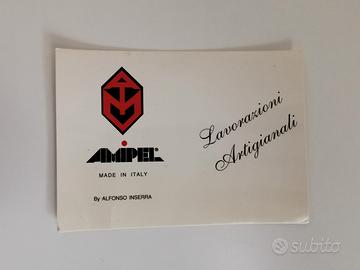 AMIPEL
MADE IN ITALY
By ALFONSO INSERRA
Lavorazioni
Artigianali
subito